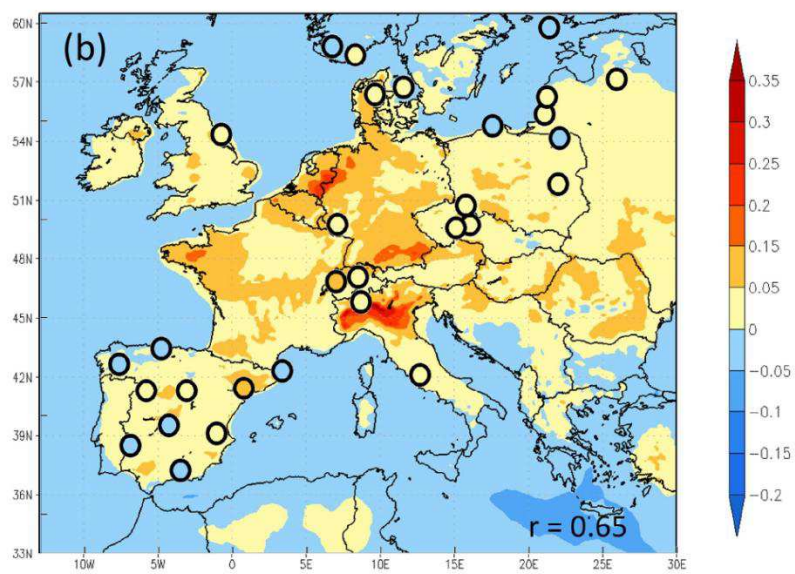 (b)
60N
57N
54N
51N
48N
45N
42N
39N
36N
33N
10W
5W
0
5E
10E
15E
20E
25E
30E
r = 0.65
0.35
0.3
0.25
0.2
0.15
0.1
0.05
0
−0.05
−0.1
−0.15
−0.2